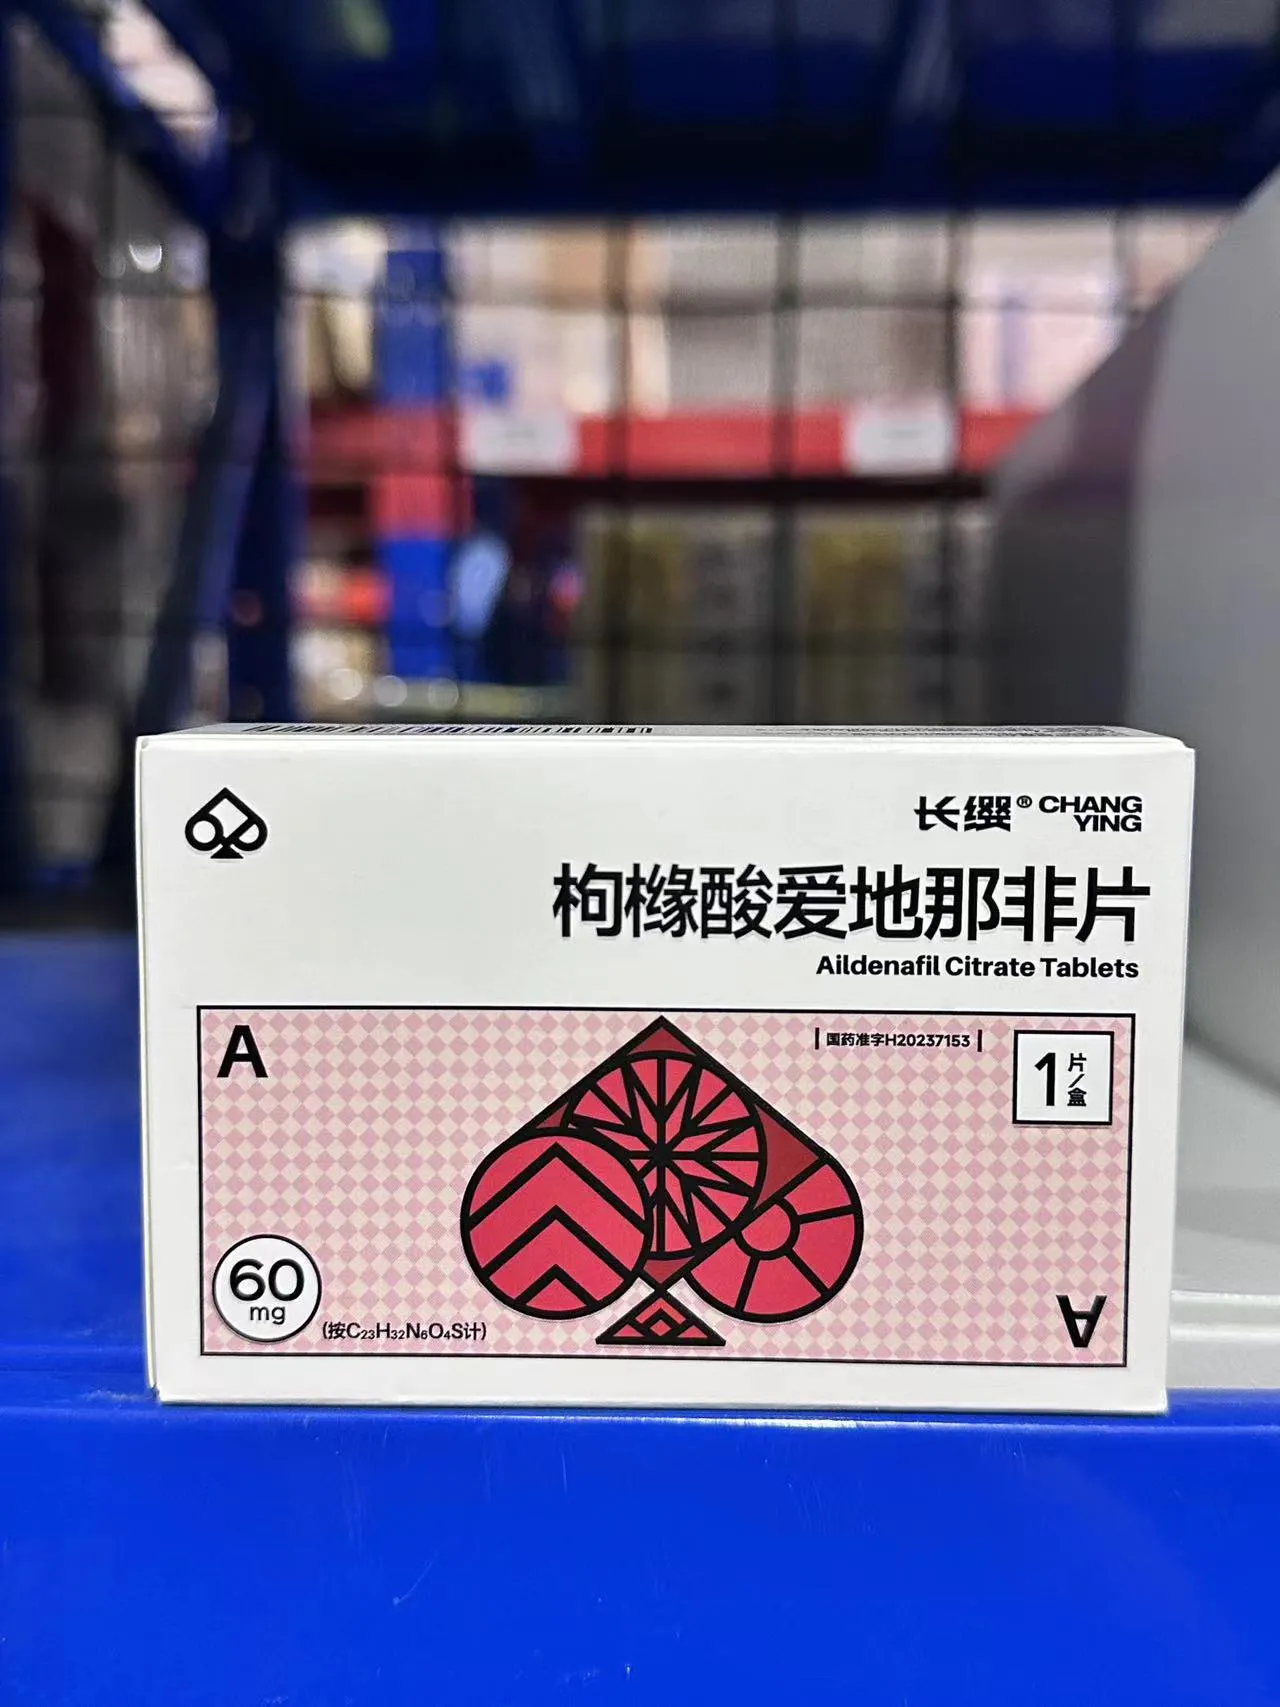 长缨® CHANG
YING
枸橼酸爱地那非片
Aildenafil Citrate Tablets
A
国药准字H20237153
1片/盒
60
mg
(按C₂₃H₃₂N₆O₄S计)
A